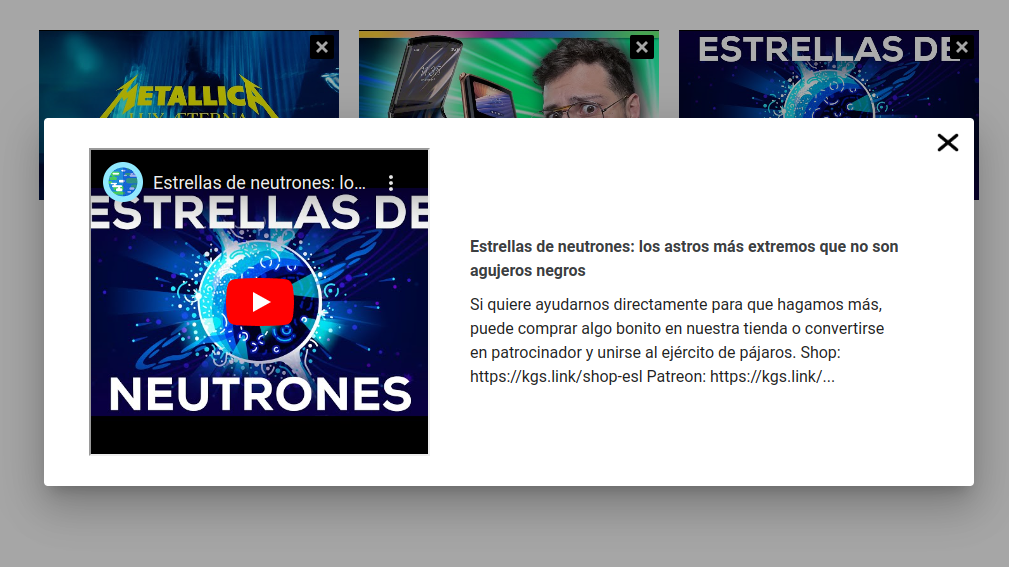 METALLICA
LUX ÆTERNA
ESTRELLAS DE
Estrellas de neutrones: lo...
ESTRELLAS DE
NEUTRONES
Estrellas de neutrones: los astros más extremos que no son
agujeros negros
Si quiere ayudarnos directamente para que hagamos más,
puede comprar algo bonito en nuestra tienda o convertirse
en patrocinador y unirse al ejército de pájaros. Shop:
https://kgs.link/shop-esl Patreon: https://kgs.link/...